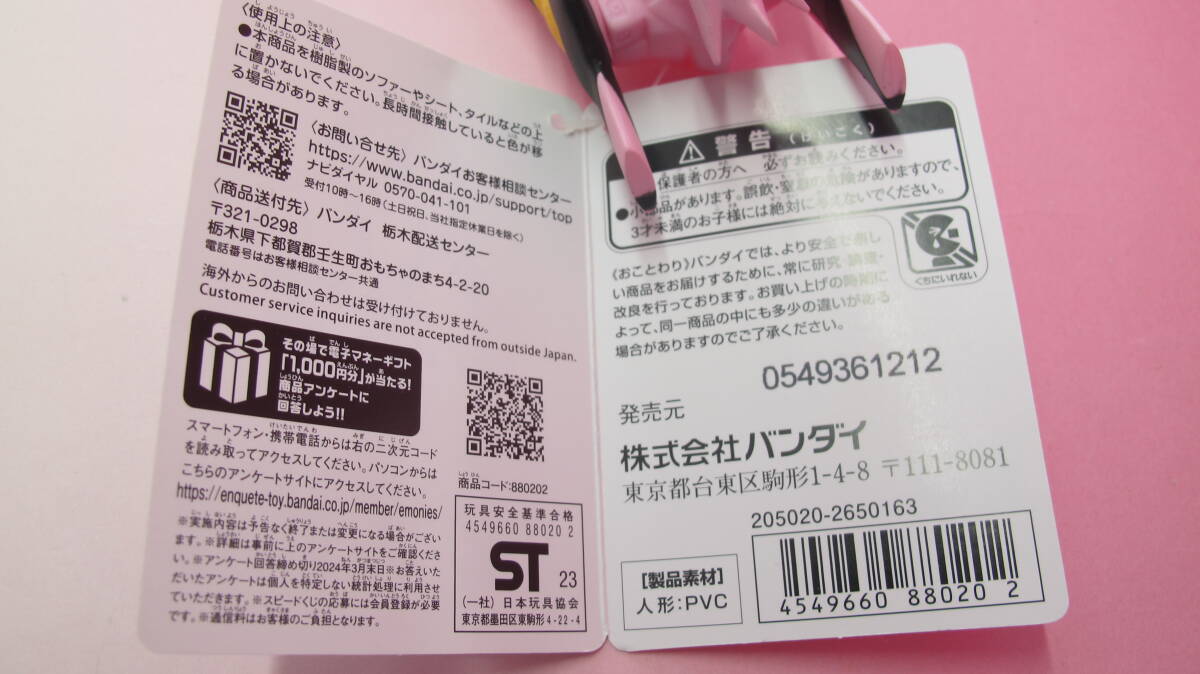 〈使用上の注意〉
●本商品を樹脂製のソファーやシート、タイルなどの上
に置かないでください。長時間接触していると色が移
る場合があります。
〈お問い合せ先〉バンダイお客様相談センター
https://www.bandai.co.jp/support/top
ナビダイヤル 0570-041-101
受付10時〜16時(土日祝日、当社指定休業日を除く)
〈商品送付先〉バンダイ 栃木配送センター
〒321-0298
栃木県下都賀郡壬生町おもちゃのまち4-2-20
電話番号はお客様相談センター共通
海外からのお問い合わせは受け付けておりません。
Customer service inquiries are not accepted from outside Japan.
その場で電子マネーギフト
「1,000円分」が当たる!
商品アンケートに
回答しよう!!
スマートフォン・携帯電話からは右の二次元コード
を読み取ってアクセスしてください。パソコンからは
こちらのアンケートサイトにアクセスしてください。
https://enquete-toy.bandai.co.jp/member/emonies/
※実施内容は予告なく終了または変更になる場合がござい
ます。※詳細は事前に上のアンケートサイトをご確認くださ
い。※アンケート回答締め切り2024年3月末日※お答えいた
だいたアンケートは個人を特定しない統計処理に利用させ
ていただきます。※スピードくじの応募には会員登録が必要
です。※通信料はお客様のご負担となります。
商品コード:880202
玩具安全基準合格
4549660 88020 2
ST 23
(一社) 日本玩具協会
東京都墨田区東駒形4-22-4
警告(けいこく)
保護者の方へ 必ずお読みください。
●小部品があります。誤飲・窒息の危険がありますので、
3才未満のお子様には絶対に与えないでください。
くちにいれない
〈おことわり〉バンダイでは、より安全で楽し
い商品をお届けするために、常に研究・調査・
改良を行っております。お買い上げの時期に
よって、同一商品の中にも多少の違いがある
場合がありますのでご了承ください。
0549361212
発売元
株式会社バンダイ
東京都台東区駒形1-4-8 〒111-8081
205020-2650163
[製品素材]
人形:PVC
4549660 88020 2